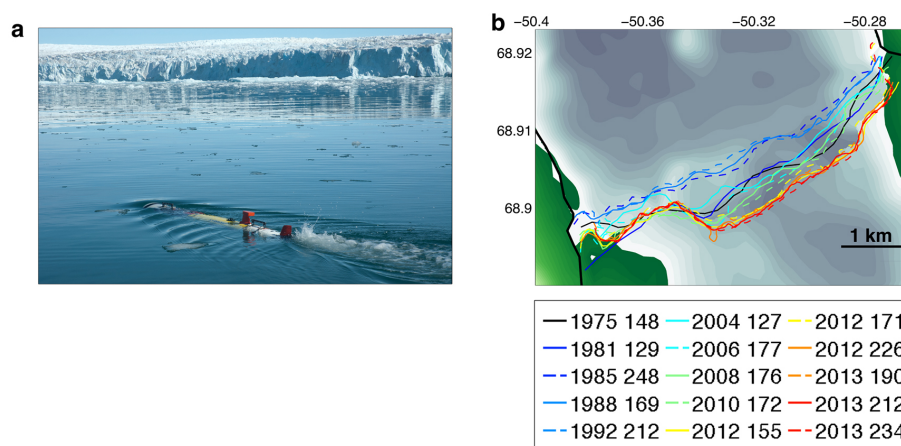 a
b
−50.4 −50.36 −50.32 −50.28
68.92
68.91
68.9
1 km
1975 148 2004 127 2012 171
1981 129 2006 177 2012 226
1985 248 2008 176 2013 190
1988 169 2010 172 2013 212
1992 212 2012 155 2013 234